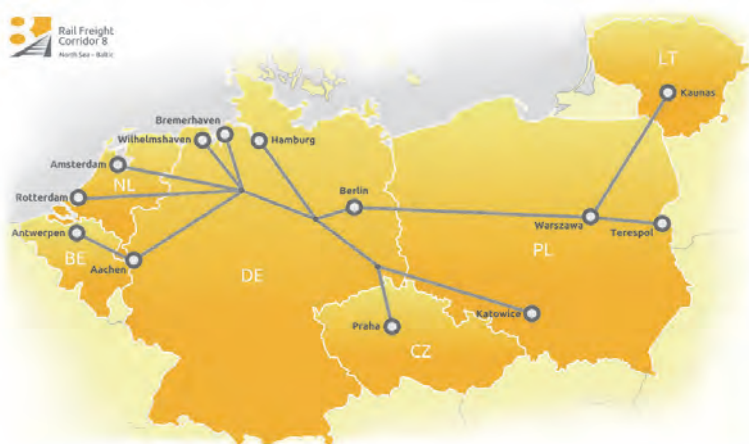 Rail Freight
Corridor 8
North Sea – Baltic
LT
Kaunas
Bremerhaven
Wilhelmshaven
Hamburg
Amsterdam
NL
Rotterdam
Berlin
Antwerpen
BE
Aachen
DE
Warszawa
Terespol
PL
Praha
Katowice
CZ